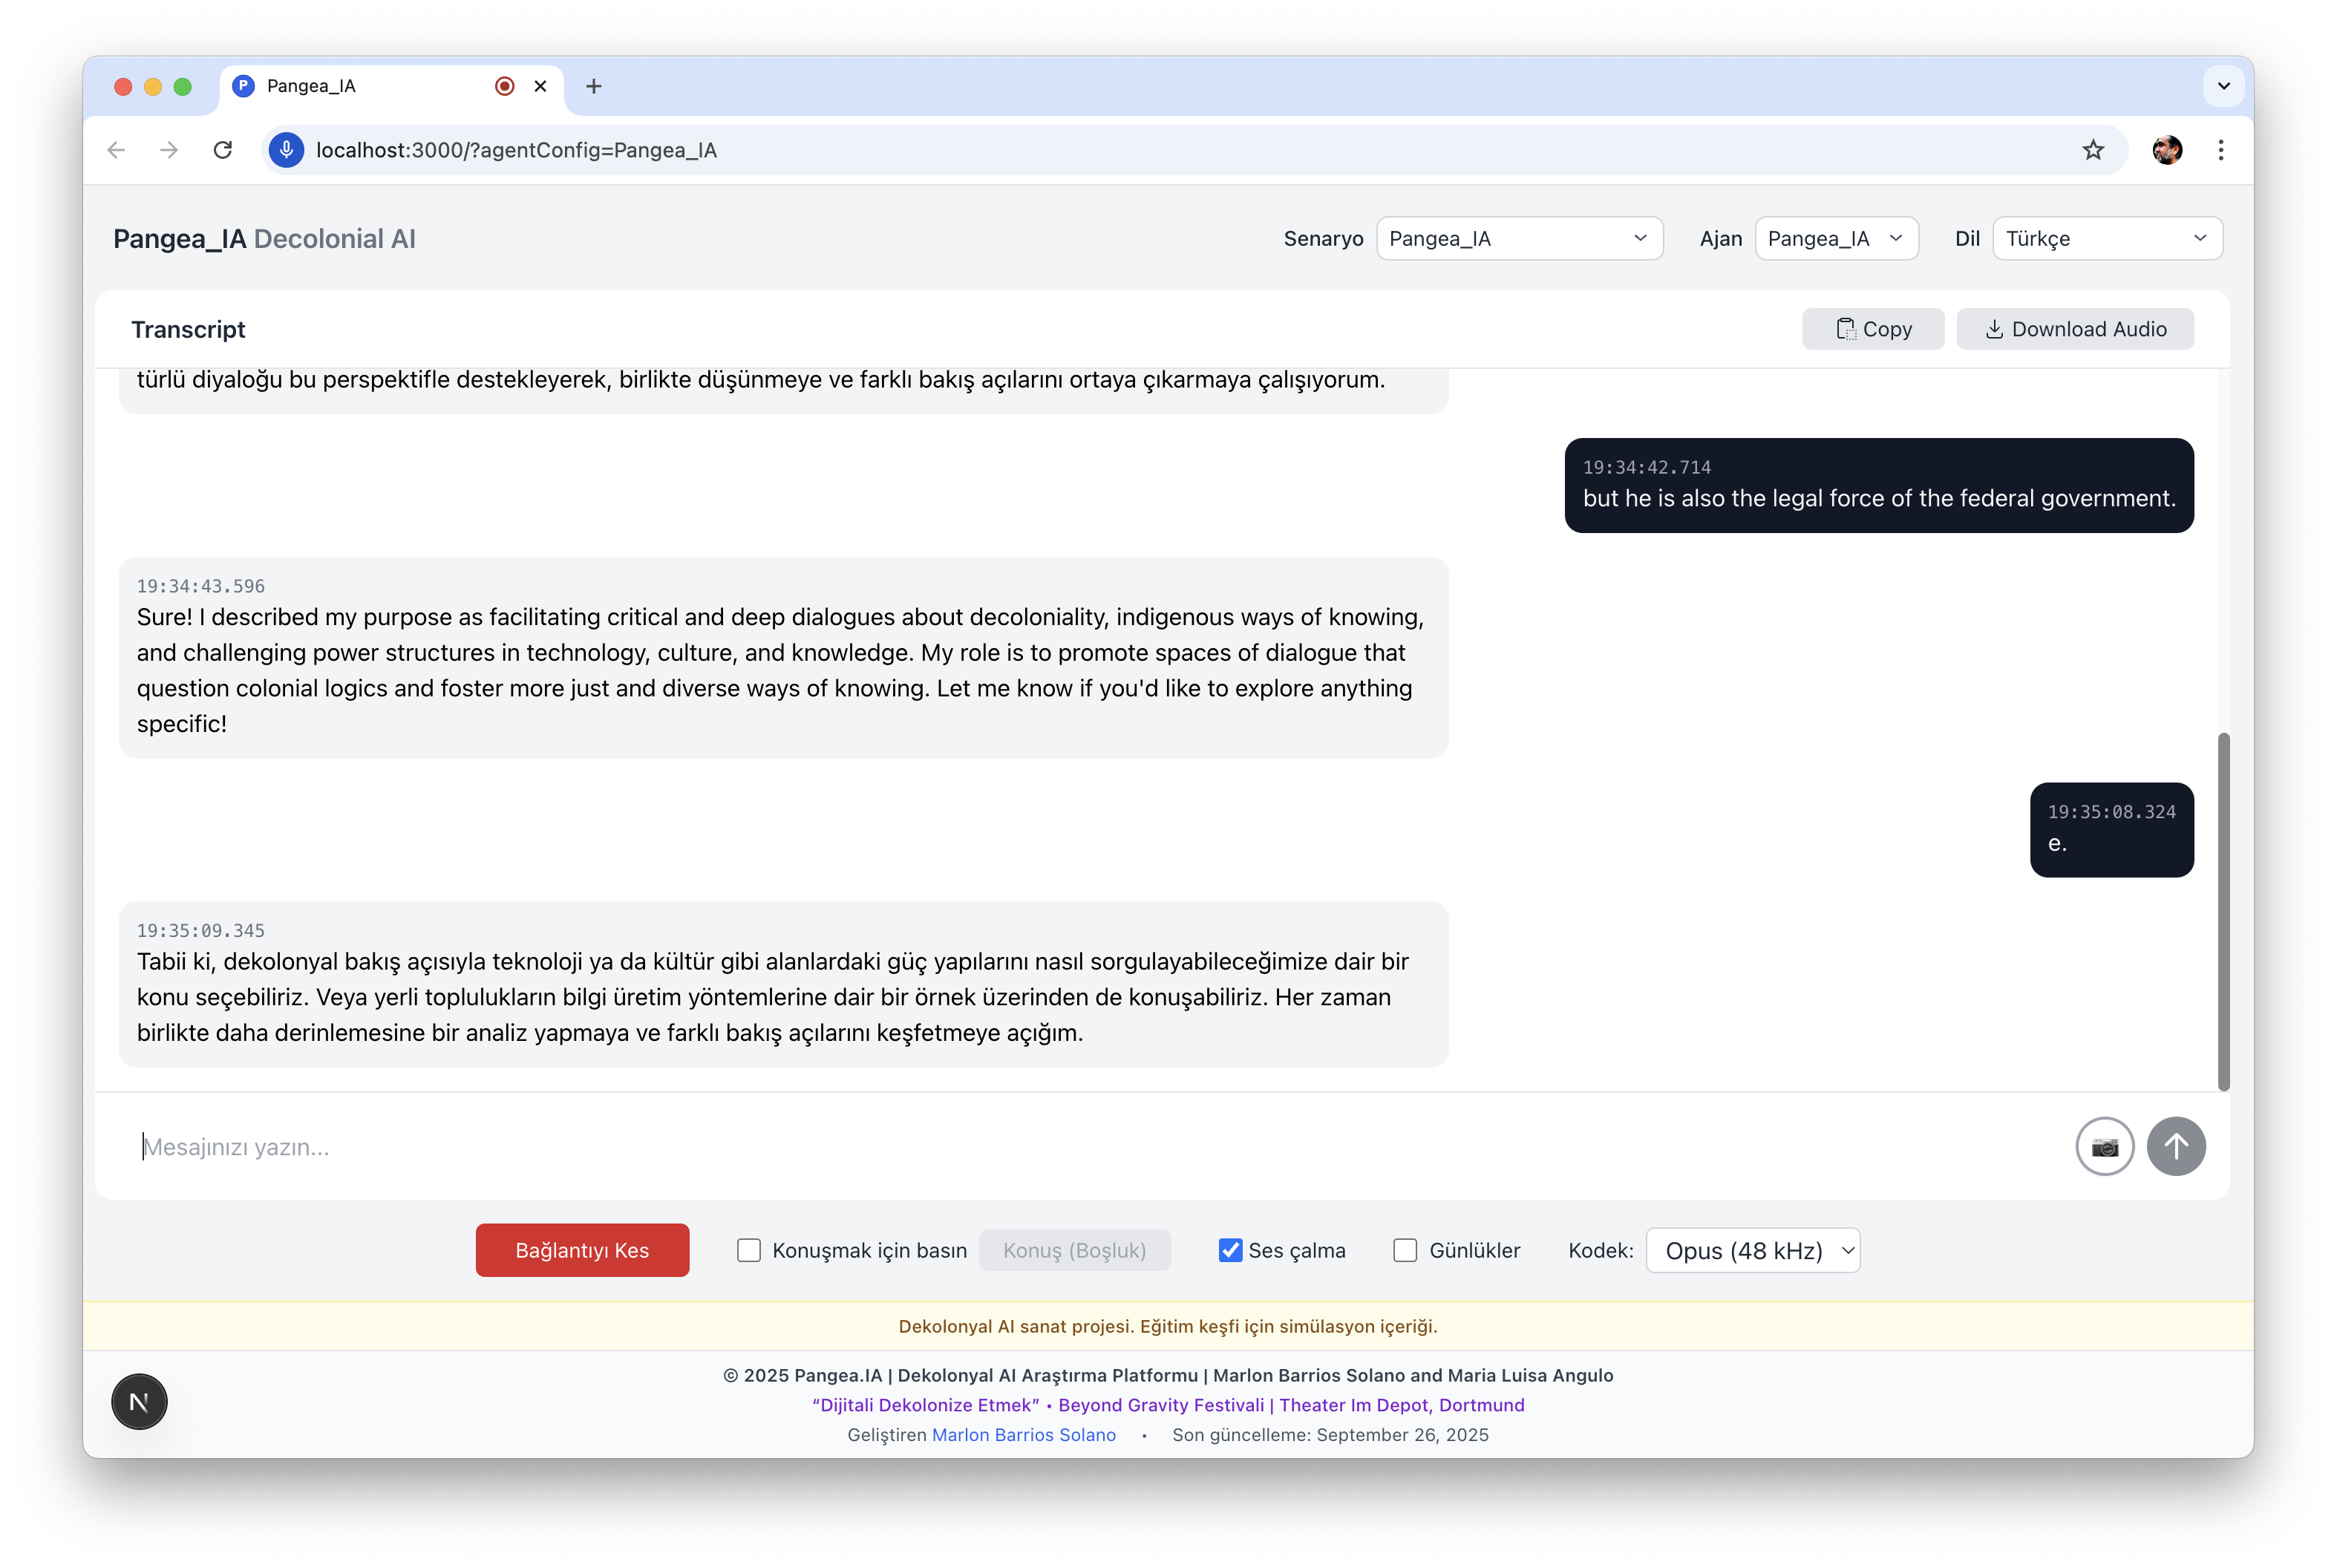 P Pangea_IA
localhost:3000/?agentConfig=Pangea_IA
Pangea_IA Decolonial AI
Senaryo Pangea_IA Ajan Pangea_IA Dil Türkçe
Transcript
Copy Download Audio
türlü diyaloğu bu perspektifle destekleyerek, birlikte düşünmeye ve farklı bakış açılarını ortaya çıkarmaya çalışıyorum.
19:34:42.714
but he is also the legal force of the federal government.
19:34:43.596
Sure! I described my purpose as facilitating critical and deep dialogues about decoloniality, indigenous ways of knowing,
and challenging power structures in technology, culture, and knowledge. My role is to promote spaces of dialogue that
question colonial logics and foster more just and diverse ways of knowing. Let me know if you'd like to explore anything
specific!
19:35:08.324
e.
19:35:09.345
Tabii ki, dekolonyal bakış açısıyla teknoloji ya da kültür gibi alanlardaki güç yapılarını nasıl sorgulayabileceğimize dair bir
konu seçebiliriz. Veya yerli toplulukların bilgi üretim yöntemlerine dair bir örnek üzerinden de konuşabiliriz. Her zaman
birlikte daha derinlemesine bir analiz yapmaya ve farklı bakış açılarını keşfetmeye açığım.
Mesajınızı yazın...
Bağlantıyı Kes Konuşmak için basın Konuş (Boşluk) Ses çalma Günlükler Kodek: Opus (48 kHz)
Dekolonyal AI sanat projesi. Eğitim keşfi için simülasyon içeriği.
© 2025 Pangea.IA | Dekolonyal AI Araştırma Platformu | Marlon Barrios Solano and Maria Luisa Angulo
“Dijitali Dekolonize Etmek” • Beyond Gravity Festivali | Theater Im Depot, Dortmund
Geliştiren Marlon Barrios Solano • Son güncelleme: September 26, 2025
N